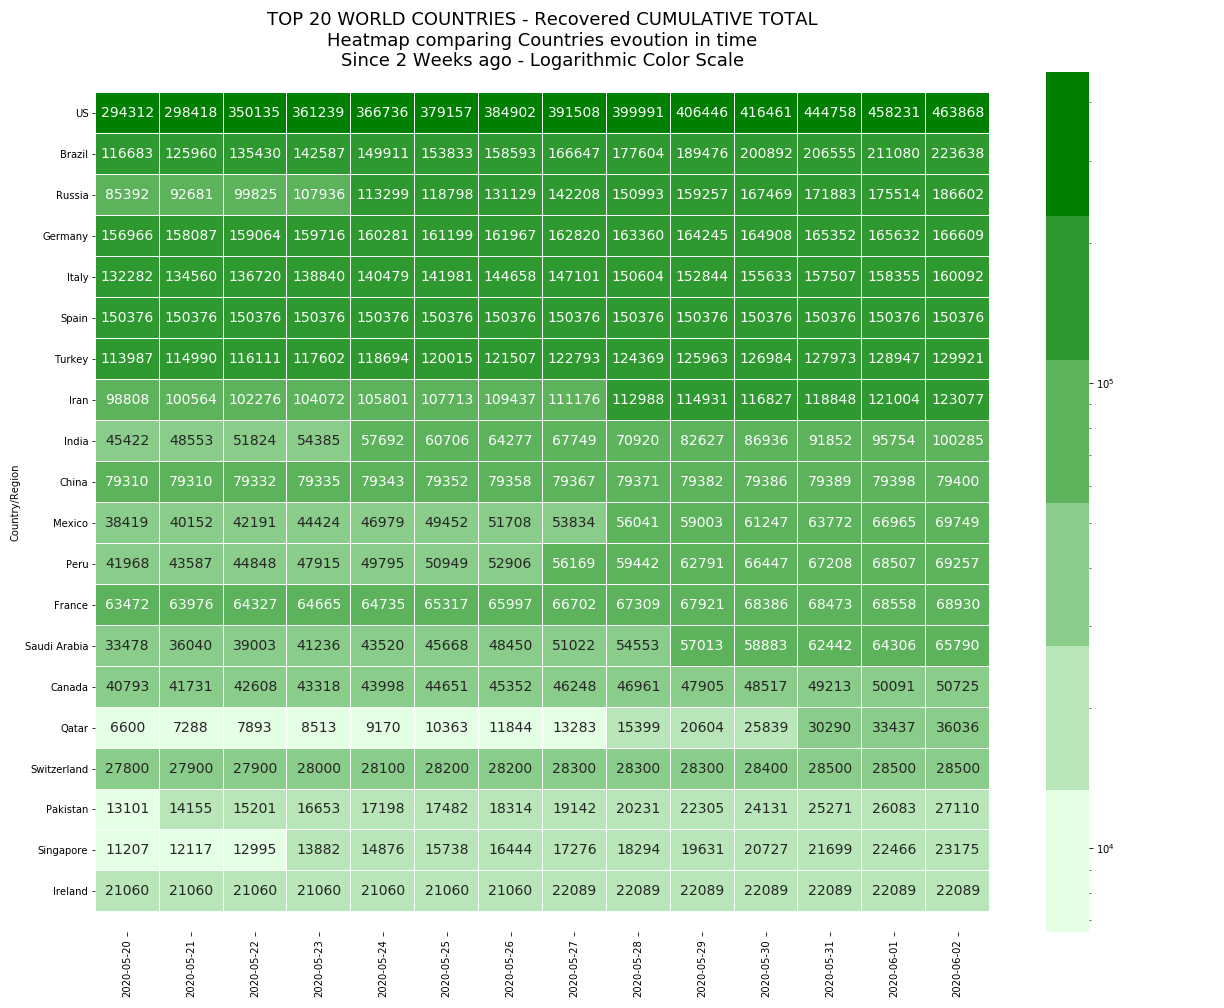 TOP 20 WORLD COUNTRIES - Recovered CUMULATIVE TOTAL
Heatmap comparing Countries evoution in time
Since 2 Weeks ago - Logarithmic Color Scale
US 294312 298418 350135 361239 366736 379157 384902 391508 399991 406446 416461 444758 458231 463868
Brazil 116683 125960 135430 142587 149911 153833 158593 166647 177604 189476 200892 206555 211080 223638
Russia 85392 92681 99825 107936 113299 118798 131129 142208 150993 159257 167469 171883 175514 186602
Germany 156966 158087 159064 159716 160281 161199 161967 162820 163360 164245 164908 165352 165632 166609
Italy 132282 134560 136720 138840 140479 141981 144658 147101 150604 152844 155633 157507 158355 160092
Spain 150376 150376 150376 150376 150376 150376 150376 150376 150376 150376 150376 150376 150376 150376
Turkey 113987 114990 116111 117602 118694 120015 121507 122793 124369 125963 126984 127973 128947 129921
Iran 98808 100564 102276 104072 105801 107713 109437 111176 112988 114931 116827 118848 121004 123077
India 45422 48553 51824 54385 57692 60706 64277 67749 70920 82627 86936 91852 95754 100285
China 79310 79310 79332 79335 79343 79352 79358 79367 79371 79382 79386 79389 79398 79400
Mexico 38419 40152 42191 44424 46979 49452 51708 53834 56041 59003 61247 63772 66965 69749
Peru 41968 43587 44848 47915 49795 50949 52906 56169 59442 62791 66447 67208 68507 69257
France 63472 63976 64327 64665 64735 65317 65997 66702 67309 67921 68386 68473 68558 68930
Saudi Arabia 33478 36040 39003 41236 43520 45668 48450 51022 54553 57013 58883 62442 64306 65790
Canada 40793 41731 42608 43318 43998 44651 45352 46248 46961 47905 48517 49213 50091 50725
Qatar 6600 7288 7893 8513 9170 10363 11844 13283 15399 20604 25839 30290 33437 36036
Switzerland 27800 27900 27900 28000 28100 28200 28200 28300 28300 28300 28400 28500 28500 28500
Pakistan 13101 14155 15201 16653 17198 17482 18314 19142 20231 22305 24131 25271 26083 27110
Singapore 11207 12117 12995 13882 14876 15738 16444 17276 18294 19631 20727 21699 22466 23175
Ireland 21060 21060 21060 21060 21060 21060 21060 22089 22089 22089 22089 22089 22089 22089
2020-05-20 2020-05-21 2020-05-22 2020-05-23 2020-05-24 2020-05-25 2020-05-26 2020-05-27 2020-05-28 2020-05-29 2020-05-30 2020-05-31 2020-06-01 2020-06-02
Country/Region
10⁵
10⁴